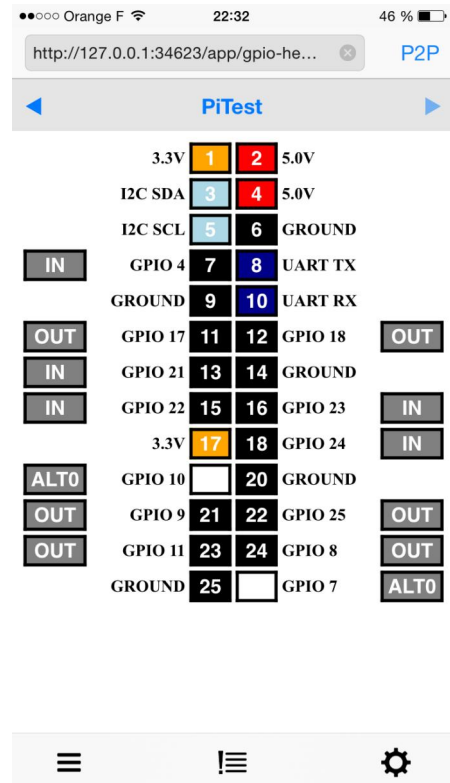 Orange F 22:32 46 %
http://127.0.0.1:34623/app/gpio-he... P2P
PiTest
3.3V 1 2 5.0V
I2C SDA 3 4 5.0V
I2C SCL 5 6 GROUND
IN GPIO 4 7 8 UART TX
GROUND 9 10 UART RX
OUT GPIO 17 11 12 GPIO 18 OUT
IN GPIO 21 13 14 GROUND
IN GPIO 22 15 16 GPIO 23 IN
3.3V 17 18 GPIO 24 IN
ALT0 GPIO 10 20 GROUND
OUT GPIO 9 21 22 GPIO 25 OUT
OUT GPIO 11 23 24 GPIO 8 OUT
GROUND 25 GPIO 7 ALT0